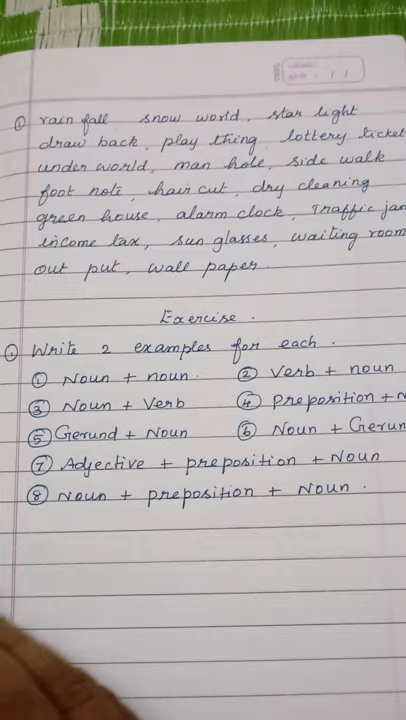 ① rain fall snow world, star light
draw back, play thing, lottery ticket
under world, man hole, side walk
foot note, hair cut, dry cleaning
green house, alarm clock, Traffic jam
income tax, sun glasses, waiting room
out put, wall paper.
Exercise.
① Write 2 examples for each.
① Noun + noun. ② Verb + noun
③ Noun + Verb ④ Preposition + N
⑤ Gerund + Noun ⑥ Noun + Gerun
⑦ Adjective + preposition + Noun
⑧ Noun + preposition + Noun.